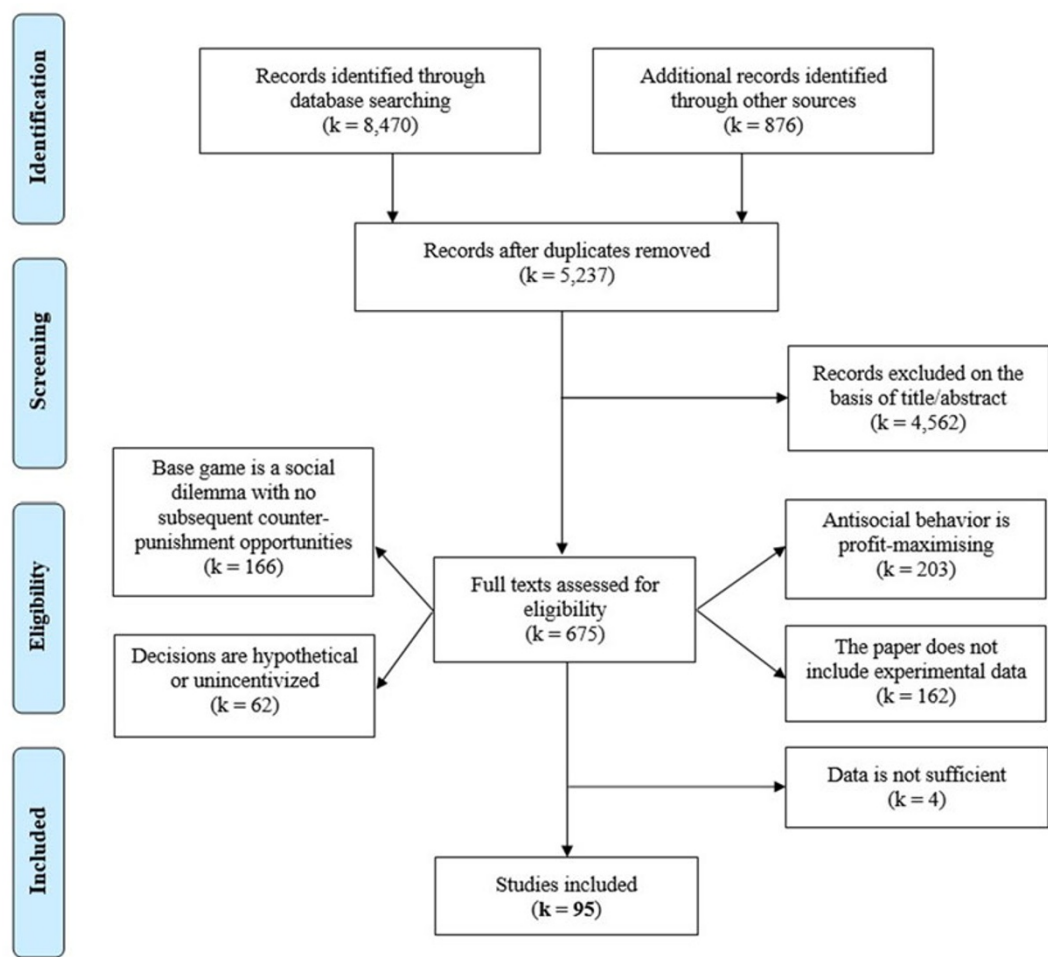 Identification
Records identified through
database searching
(k = 8,470)
Additional records identified
through other sources
(k = 876)
Records after duplicates removed
(k = 5,237)
Screening
Records excluded on the
basis of title/abstract
(k = 4,562)
Eligibility
Base game is a social
dilemma with no
subsequent counter-
punishment opportunities
(k = 166)
Decisions are hypothetical
or unincentivized
(k = 62)
Full texts assessed for
eligibility
(k = 675)
Antisocial behavior is
profit-maximising
(k = 203)
The paper does not
include experimental data
(k = 162)
Included
Data is not sufficient
(k = 4)
Studies included
(k = 95)